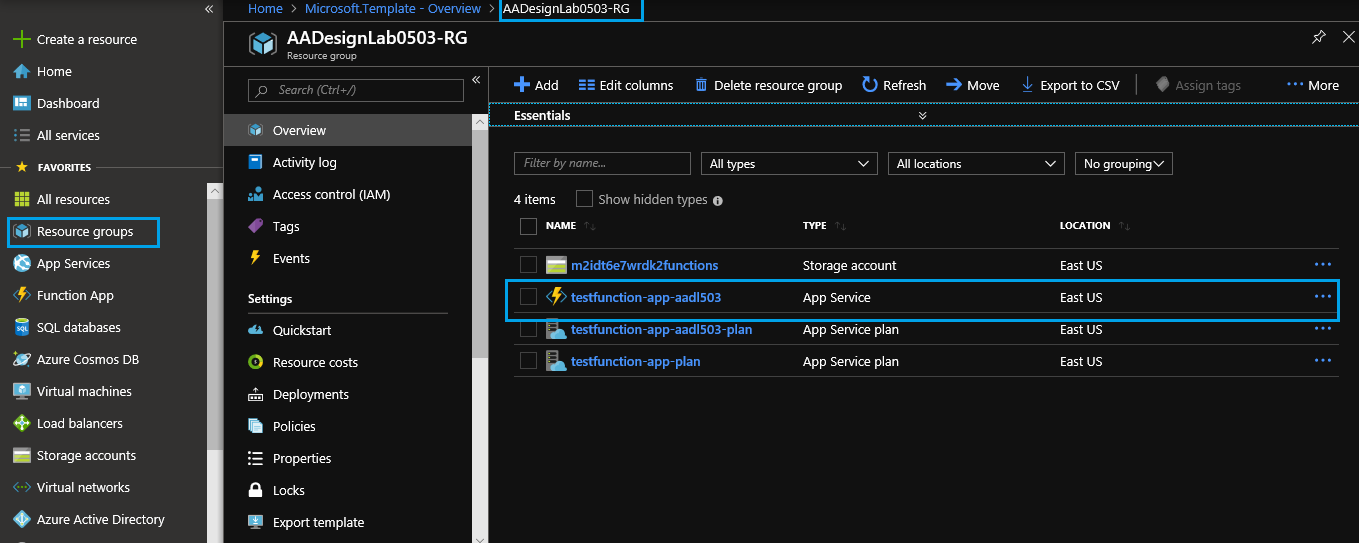 Home > Microsoft.Template - Overview > AADesignLab0503-RG
Create a resource
Home
Dashboard
All services
FAVORITES
All resources
Resource groups
App Services
Function App
SQL databases
Azure Cosmos DB
Virtual machines
Load balancers
Storage accounts
Virtual networks
Azure Active Directory
AADesignLab0503-RG
Resource group
Search (Ctrl+/)
Overview
Activity log
Access control (IAM)
Tags
Events
Settings
Quickstart
Resource costs
Deployments
Policies
Properties
Locks
Export template
Add Edit columns Delete resource group Refresh Move Export to CSV Assign tags More
Essentials
Filter by name... All types All locations No grouping
4 items Show hidden types
NAME TYPE LOCATION
m2idt6e7wrdk2functions Storage account East US
testfunction-app-aadl503 App Service East US
testfunction-app-aadl503-plan App Service plan East US
testfunction-app-plan App Service plan East US